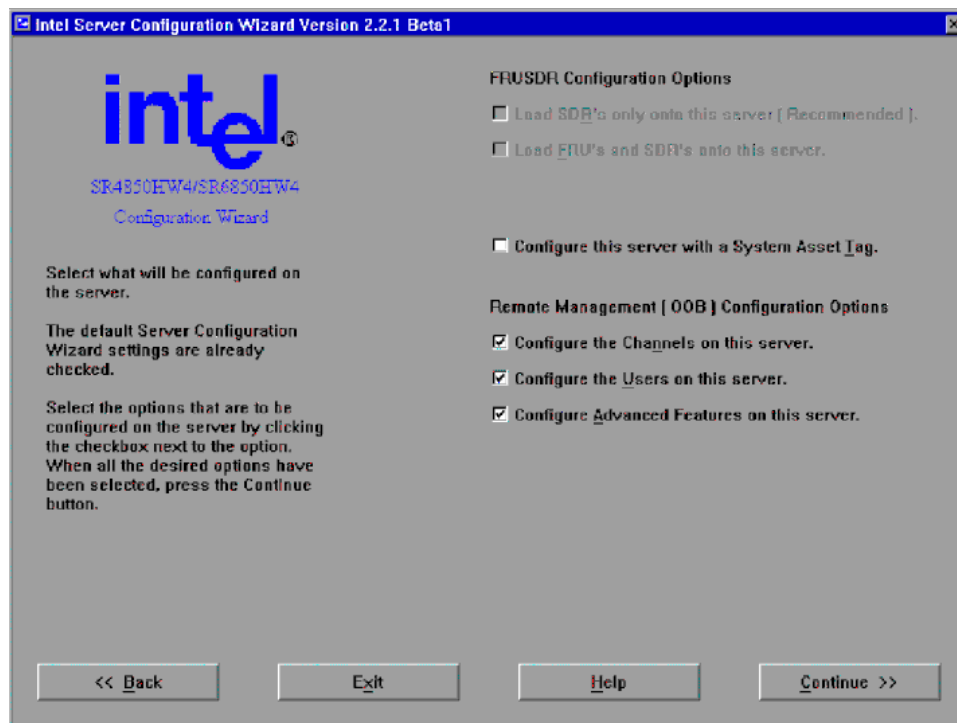 Intel Server Configuration Wizard Version 2.2.1 Beta1
intel®
SR4850HW4/SR6850HW4
Configuration Wizard
Select what will be configured on
the server.
The default Server Configuration
Wizard settings are already
checked.
Select the options that are to be
configured on the server by clicking
the checkbox next to the option.
When all the desired options have
been selected, press the Continue
button.
FRUSDR Configuration Options
Load SDR's only onto this server [ Recommended ].
Load FRU's and SDR's onto this server.
Configure this server with a System Asset Tag.
Remote Management [ OOB ] Configuration Options
Configure the Channels on this server.
Configure the Users on this server.
Configure Advanced Features on this server.
<< Back
Exit
Help
Continue >>